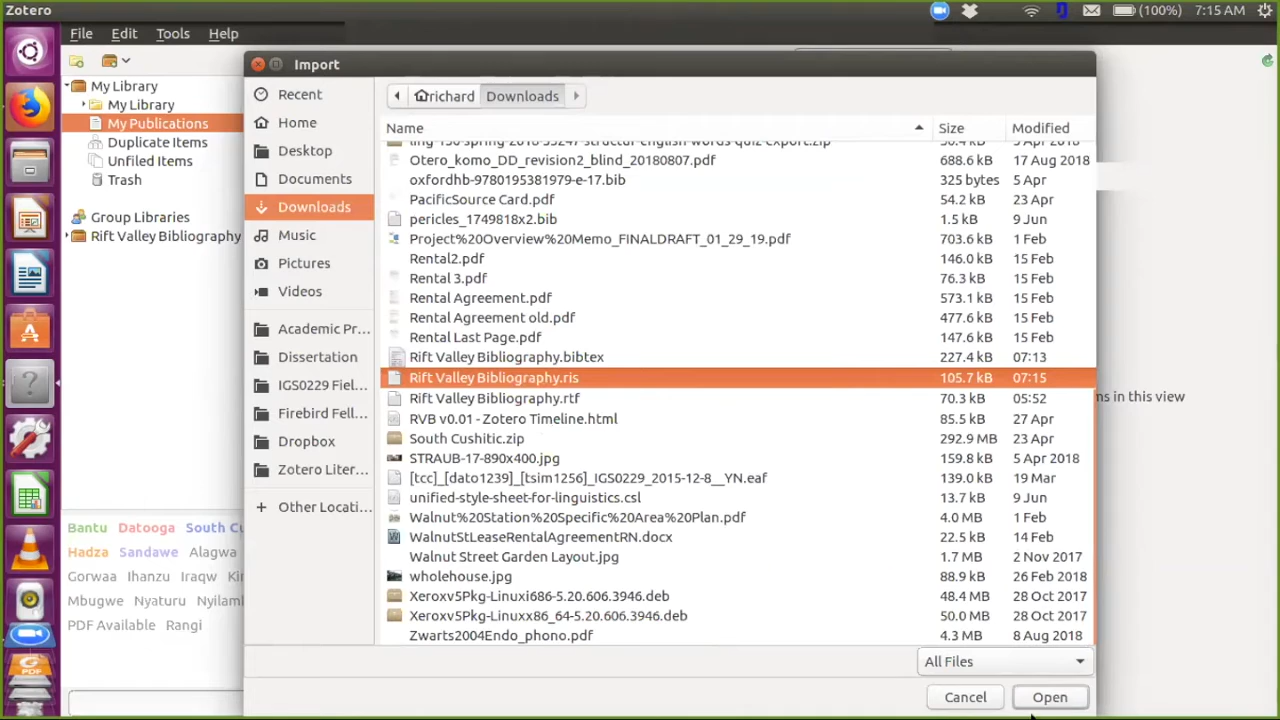 Zotero
(100%)
7:15 AM
File Edit Tools Help
My Library
My Library
My Publications
Duplicate Items
Unfiled Items
Trash
Group Libraries
Rift Valley Bibliography
Bantu Datooga South Cu
Hadza Sandawe Alagwa
Gorwaa Ihanzu Iraqw
Mbugwe Nyaturu Nyilamb
PDF Available Rangi
Import
Recent
Home
Desktop
Documents
Downloads
Music
Pictures
Videos
Academic Pr...
Dissertation
IGS0229 Fiel...
Firebird Fell...
Dropbox
Zotero Liter...
Other Locati...
richard Downloads
Name Size Modified
Otero_komo_DD_revision2_blind_20180807.pdf 688.6 kB 17 Aug 2018
oxfordhb-9780195381979-e-17.bib 325 bytes 5 Apr
PacificSource Card.pdf 54.2 kB 23 Apr
pericles_1749818x2.bib 1.5 kB 9 Jun
Project%20Overview%20Memo_FINALDRAFT_01_29_19.pdf 703.6 kB 1 Feb
Rental2.pdf 146.0 kB 15 Feb
Rental 3.pdf 76.3 kB 15 Feb
Rental Agreement.pdf 573.1 kB 15 Feb
Rental Agreement old.pdf 477.6 kB 15 Feb
Rental Last Page.pdf 147.6 kB 15 Feb
Rift Valley Bibliography.bibtex 227.4 kB 07:13
Rift Valley Bibliography.ris 105.7 kB 07:15
Rift Valley Bibliography.rtf 70.3 kB 05:52
RVB v0.01 - Zotero Timeline.html 85.5 kB 27 Apr
South Cushitic.zip 292.9 MB 23 Apr
STRAUB-17-890x400.jpg 159.8 kB 5 Apr 2018
[tcc]_[dato1239]_[tsim1256]_IGS0229_2015-12-8__YN.eaf 139.0 kB 19 Mar
unified-style-sheet-for-linguistics.csl 13.7 kB 9 Jun
Walnut%20Station%20Specific%20Area%20Plan.pdf 4.0 MB 1 Feb
WalnutStLeaseRentalAgreementRN.docx 22.5 kB 14 Feb
Walnut Street Garden Layout.jpg 1.7 MB 2 Nov 2017
wholehouse.jpg 88.9 kB 26 Feb 2018
Xeroxv5Pkg-Linuxi686-5.20.606.3946.deb 48.4 MB 28 Oct 2017
Xeroxv5Pkg-Linuxx86_64-5.20.606.3946.deb 50.0 MB 28 Oct 2017
Zwarts2004Endo_phono.pdf 4.3 MB 8 Aug 2018
All Files
Cancel Open
ms in this view